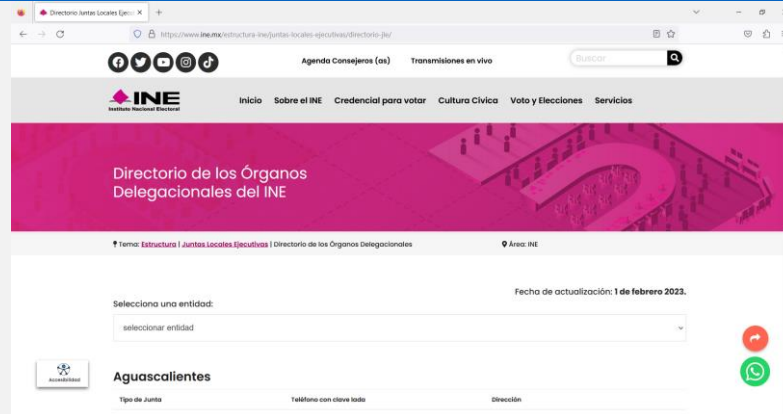 Directorio Juntas Locales Ejecu
https://www.ine.mx/estructura-ine/juntas-locales-ejecutivas/directorio-jle/
Agenda Consejeros (as) Transmisiones en vivo Buscar
INE
Instituto Nacional Electoral
Inicio Sobre el INE Credencial para votar Cultura Cívica Voto y Elecciones Servicios
Directorio de los Órganos
Delegacionales del INE
Tema: Estructura | Juntas Locales Ejecutivas | Directorio de los Órganos Delegacionales Área: INE
Fecha de actualización: 1 de febrero 2023.
Selecciona una entidad:
seleccionar entidad
Accesibilidad
Aguascalientes
Tipo de Junta Teléfono con clave lada Dirección